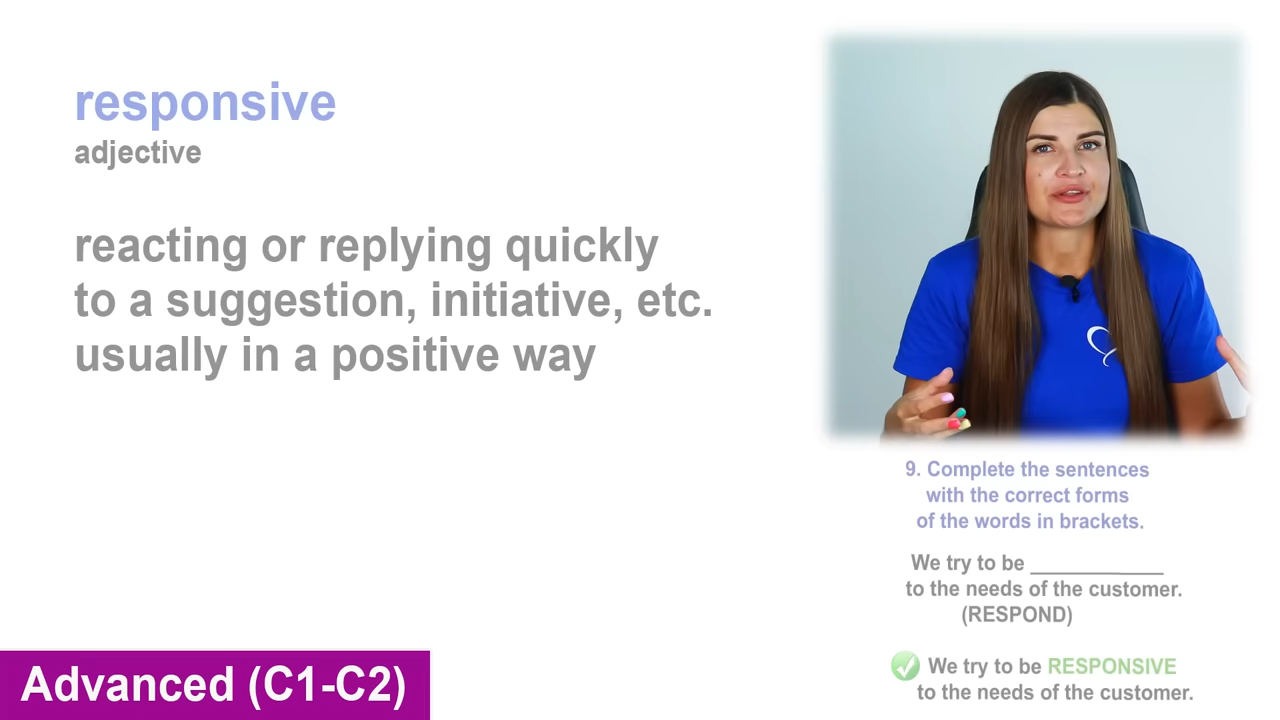 responsive
adjective
reacting or replying quickly
to a suggestion, initiative, etc.
usually in a positive way
9. Complete the sentences
with the correct forms
of the words in brackets.
We try to be ____________
to the needs of the customer.
(RESPOND)
We try to be RESPONSIVE
to the needs of the customer.
Advanced (C1-C2)